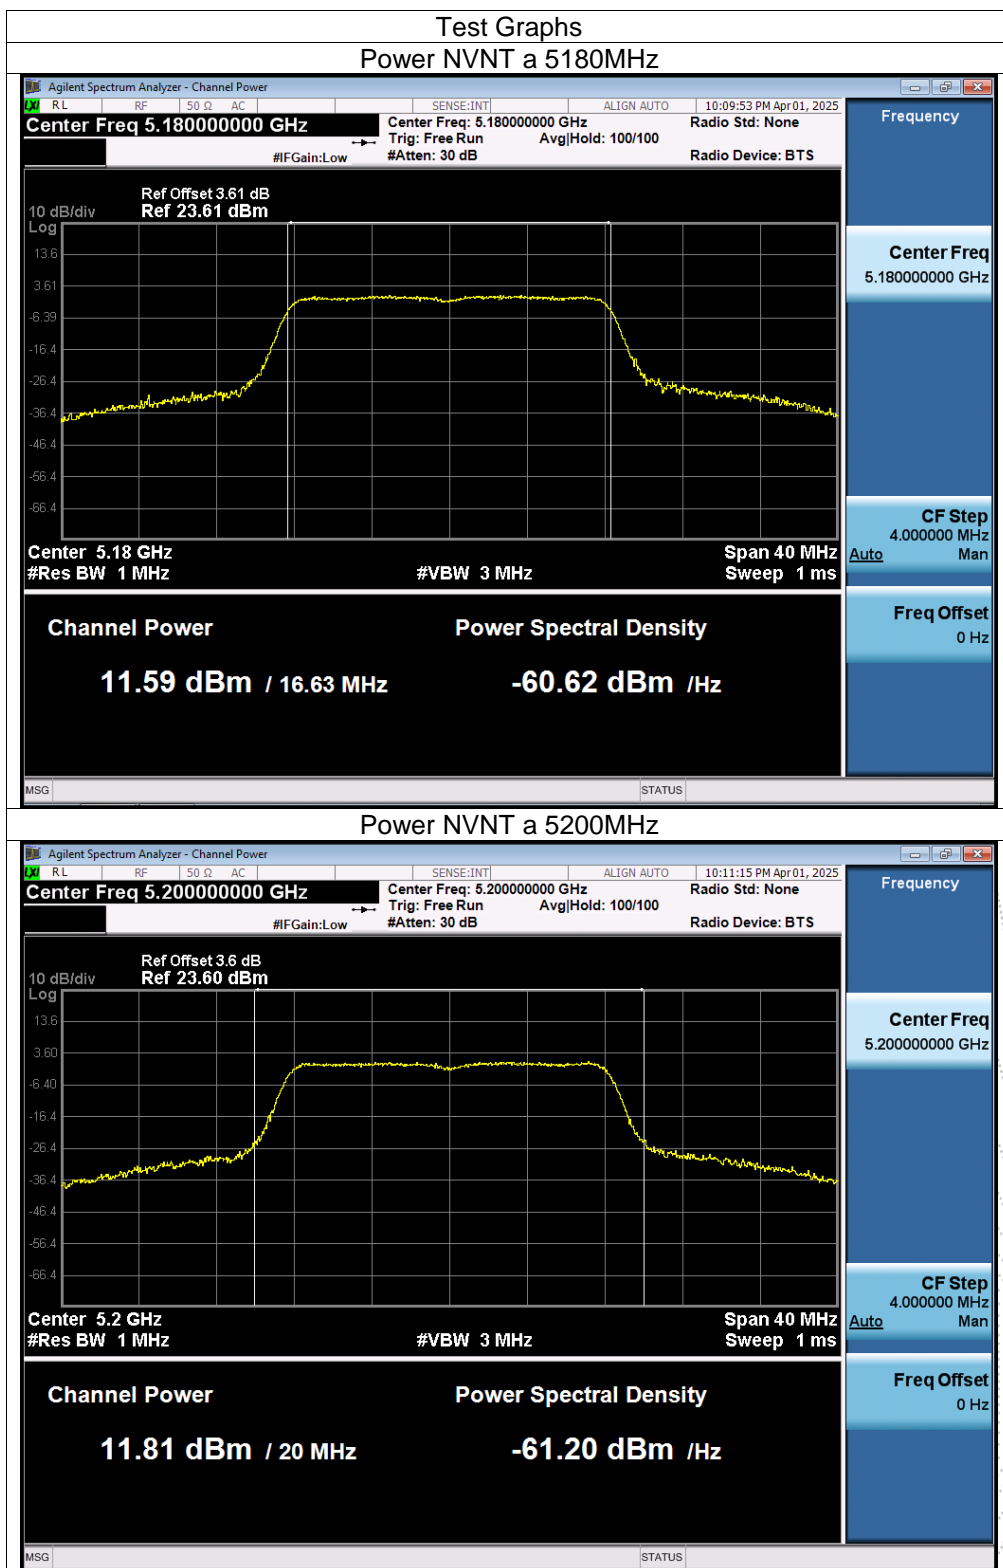 Test Graphs
Power NVNT a 5180MHz
Agilent Spectrum Analyzer - Channel Power
LXI RL RF 50 Ω AC SENSE:INT ALIGN AUTO 10:09:53 PM Apr 01, 2025
Center Freq 5.180000000 GHz Center Freq: 5.180000000 GHz Radio Std: None Frequency
Trig: Free Run Avg|Hold: 100/100
#IFGain:Low #Atten: 30 dB Radio Device: BTS
Ref Offset 3.61 dB
10 dB/div Ref 23.61 dBm
Log
13.6
3.61
-6.39
-16.4
-26.4
-36.4
-46.4
-56.4
-66.4
Center Freq
5.180000000 GHz
Center 5.18 GHz Span 40 MHz
#Res BW 1 MHz #VBW 3 MHz Sweep 1 ms
CF Step
4.000000 MHz
Auto Man
Freq Offset
0 Hz
Channel Power Power Spectral Density
11.59 dBm / 16.63 MHz -60.62 dBm /Hz
MSG STATUS
Power NVNT a 5200MHz
Agilent Spectrum Analyzer - Channel Power
LXI RL RF 50 Ω AC SENSE:INT ALIGN AUTO 10:11:15 PM Apr 01, 2025
Center Freq 5.200000000 GHz Center Freq: 5.200000000 GHz Radio Std: None Frequency
Trig: Free Run Avg|Hold: 100/100
#IFGain:Low #Atten: 30 dB Radio Device: BTS
Ref Offset 3.6 dB
10 dB/div Ref 23.60 dBm
Log
13.6
3.60
-6.40
-16.4
-26.4
-36.4
-46.4
-56.4
-66.4
Center Freq
5.200000000 GHz
Center 5.2 GHz Span 40 MHz
#Res BW 1 MHz #VBW 3 MHz Sweep 1 ms
CF Step
4.000000 MHz
Auto Man
Freq Offset
0 Hz
Channel Power Power Spectral Density
11.81 dBm / 20 MHz -61.20 dBm /Hz
MSG STATUS